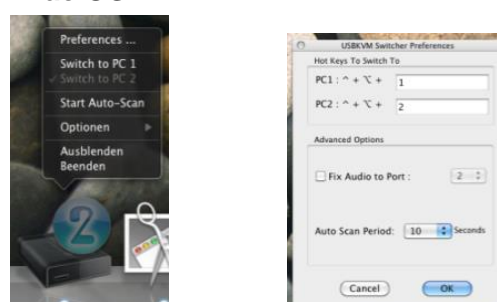 Preferences ...
Switch to PC 1
✓ Switch to PC 2
Start Auto-Scan
Optionen
Ausblenden
Beenden
2
USBKVM Switcher Preferences
Hot Keys To Switch To
PC1 : ^ + ⌥ + 1
PC2 : ^ + ⌥ + 2
Advanced Options
Fix Audio to Port : 2
Auto Scan Period: 10 Seconds
Cancel OK